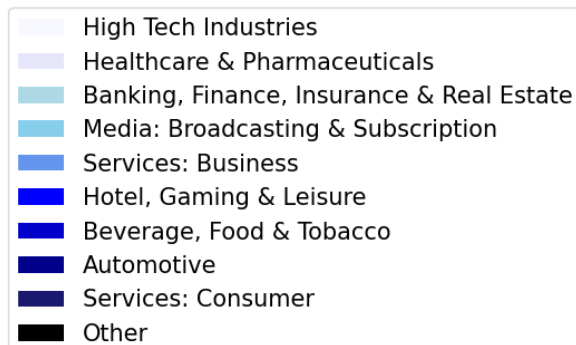 High Tech Industries
Healthcare & Pharmaceuticals
Banking, Finance, Insurance & Real Estate
Media: Broadcasting & Subscription
Services: Business
Hotel, Gaming & Leisure
Beverage, Food & Tobacco
Automotive
Services: Consumer
Other